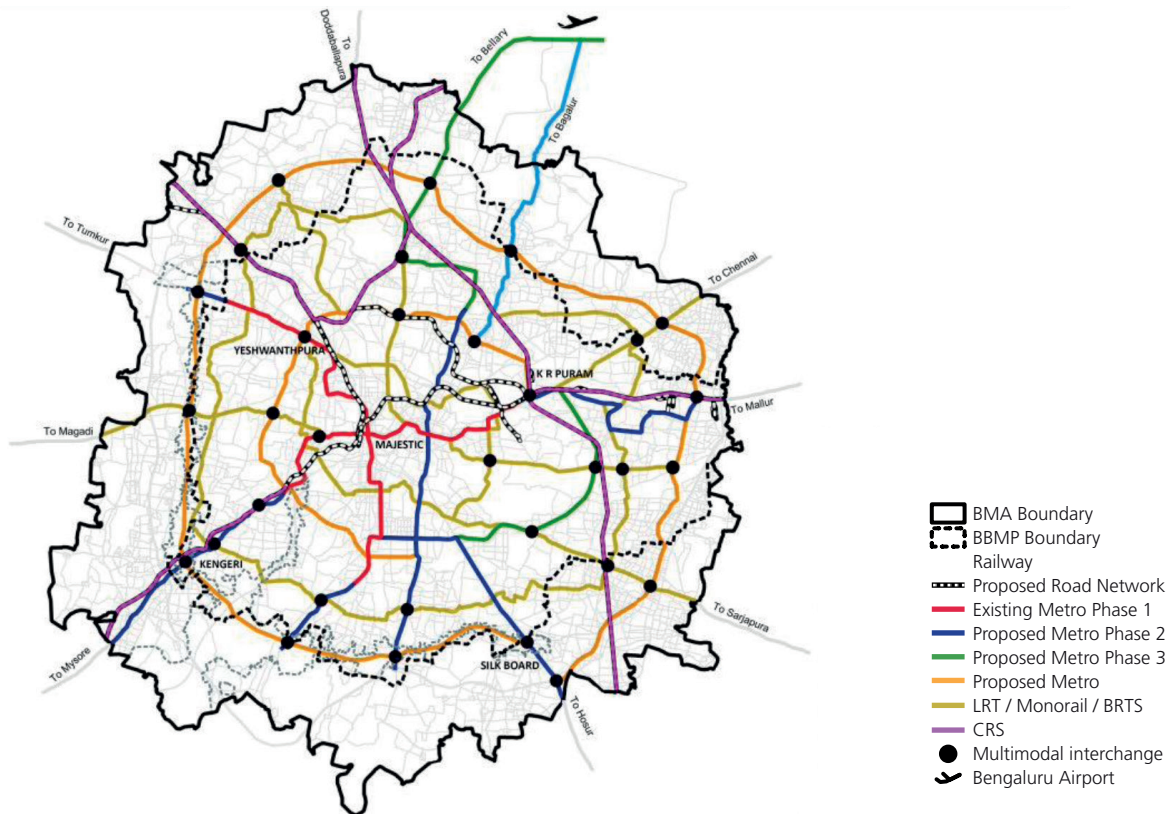 To
Doddaballapura
To Bellary
To Bagalur
To Tumkur
To Chennai
YESHWANTHPURA
K R PURAM
To Mallur
To Magadi
MAJESTIC
KENGERI
To Sarjapura
SILK BOARD
To Mysore
To Hosur
BMA Boundary
BBMP Boundary
Railway
Proposed Road Network
Existing Metro Phase 1
Proposed Metro Phase 2
Proposed Metro Phase 3
Proposed Metro
LRT / Monorail / BRTS
CRS
Multimodal interchange
Bengaluru Airport